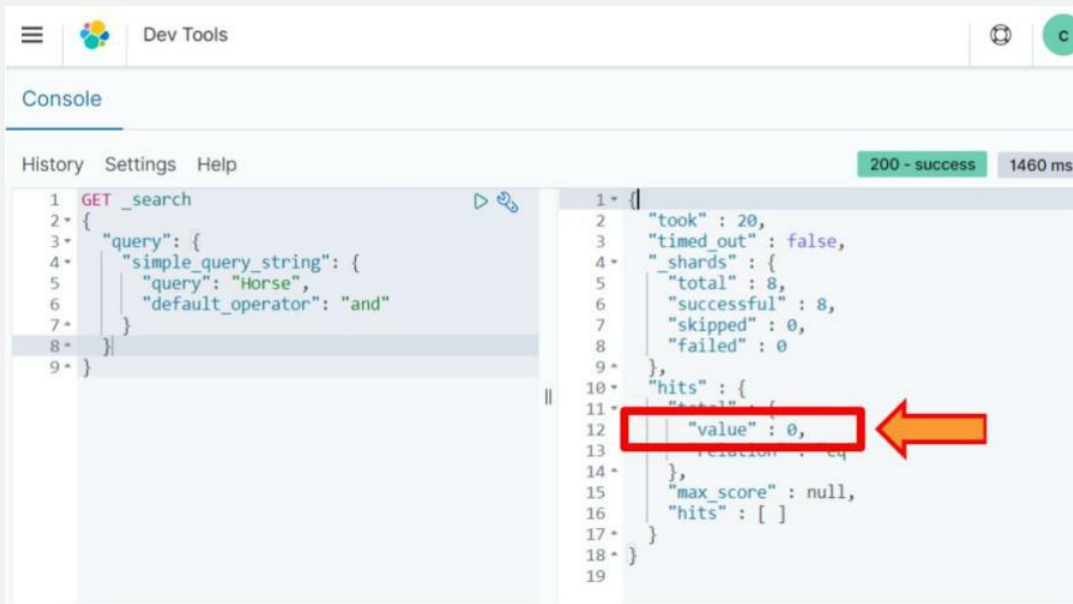 Dev Tools
C
Console
History Settings Help
200 - success 1460 ms
1 GET _search
2 {
3 "query": {
4 "simple_query_string": {
5 "query": "Horse",
6 "default_operator": "and"
7 }
8 }
9 }
1 {
2 "took" : 20,
3 "timed_out" : false,
4 "_shards" : {
5 "total" : 8,
6 "successful" : 8,
7 "skipped" : 0,
8 "failed" : 0
9 },
10 "hits" : {
11 "total" : {
12 "value" : 0,
13 "relation" : "eq"
14 },
15 "max_score" : null,
16 "hits" : [ ]
17 }
18 }
19